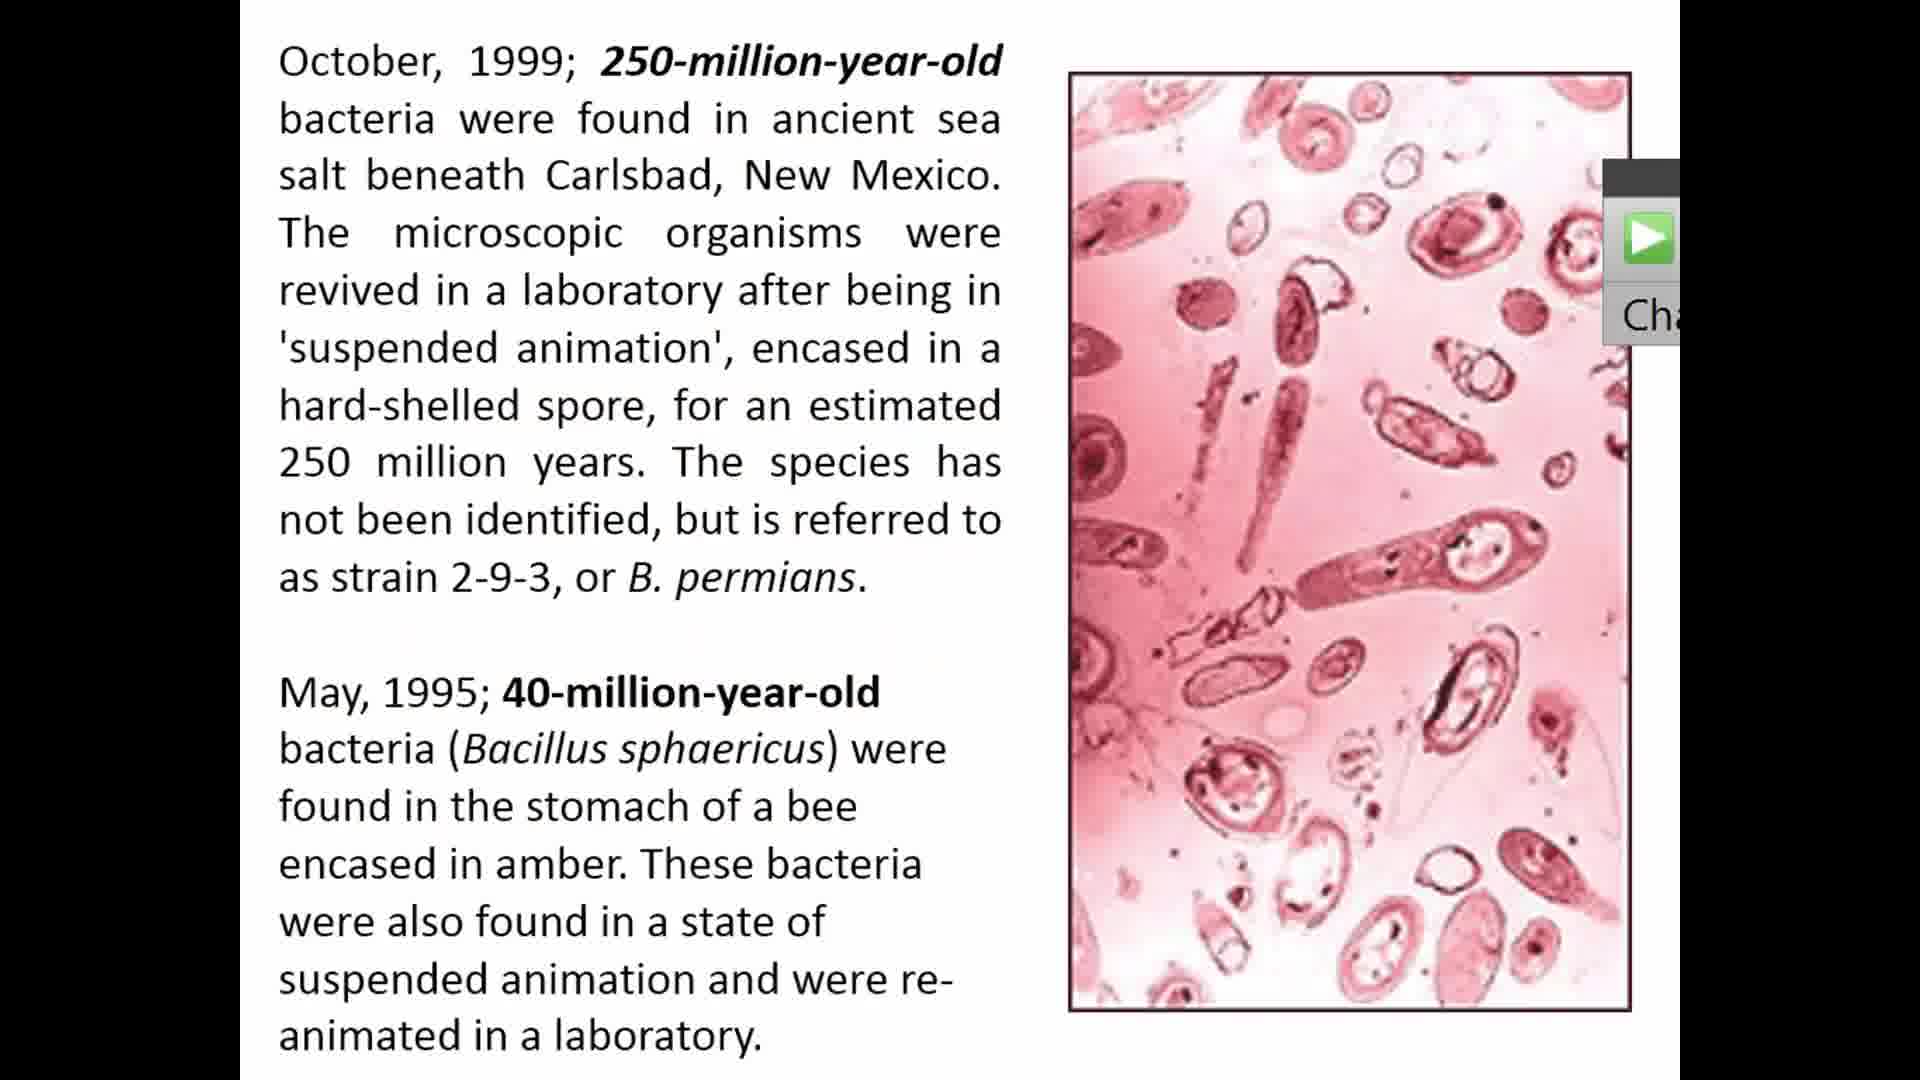 October, 1999; 250-million-year-old
bacteria were found in ancient sea
salt beneath Carlsbad, New Mexico.
The microscopic organisms were
revived in a laboratory after being in
'suspended animation', encased in a
hard-shelled spore, for an estimated
250 million years. The species has
not been identified, but is referred to
as strain 2-9-3, or B. permians.
May, 1995; 40-million-year-old
bacteria (Bacillus sphaericus) were
found in the stomach of a bee
encased in amber. These bacteria
were also found in a state of
suspended animation and were re-
animated in a laboratory.